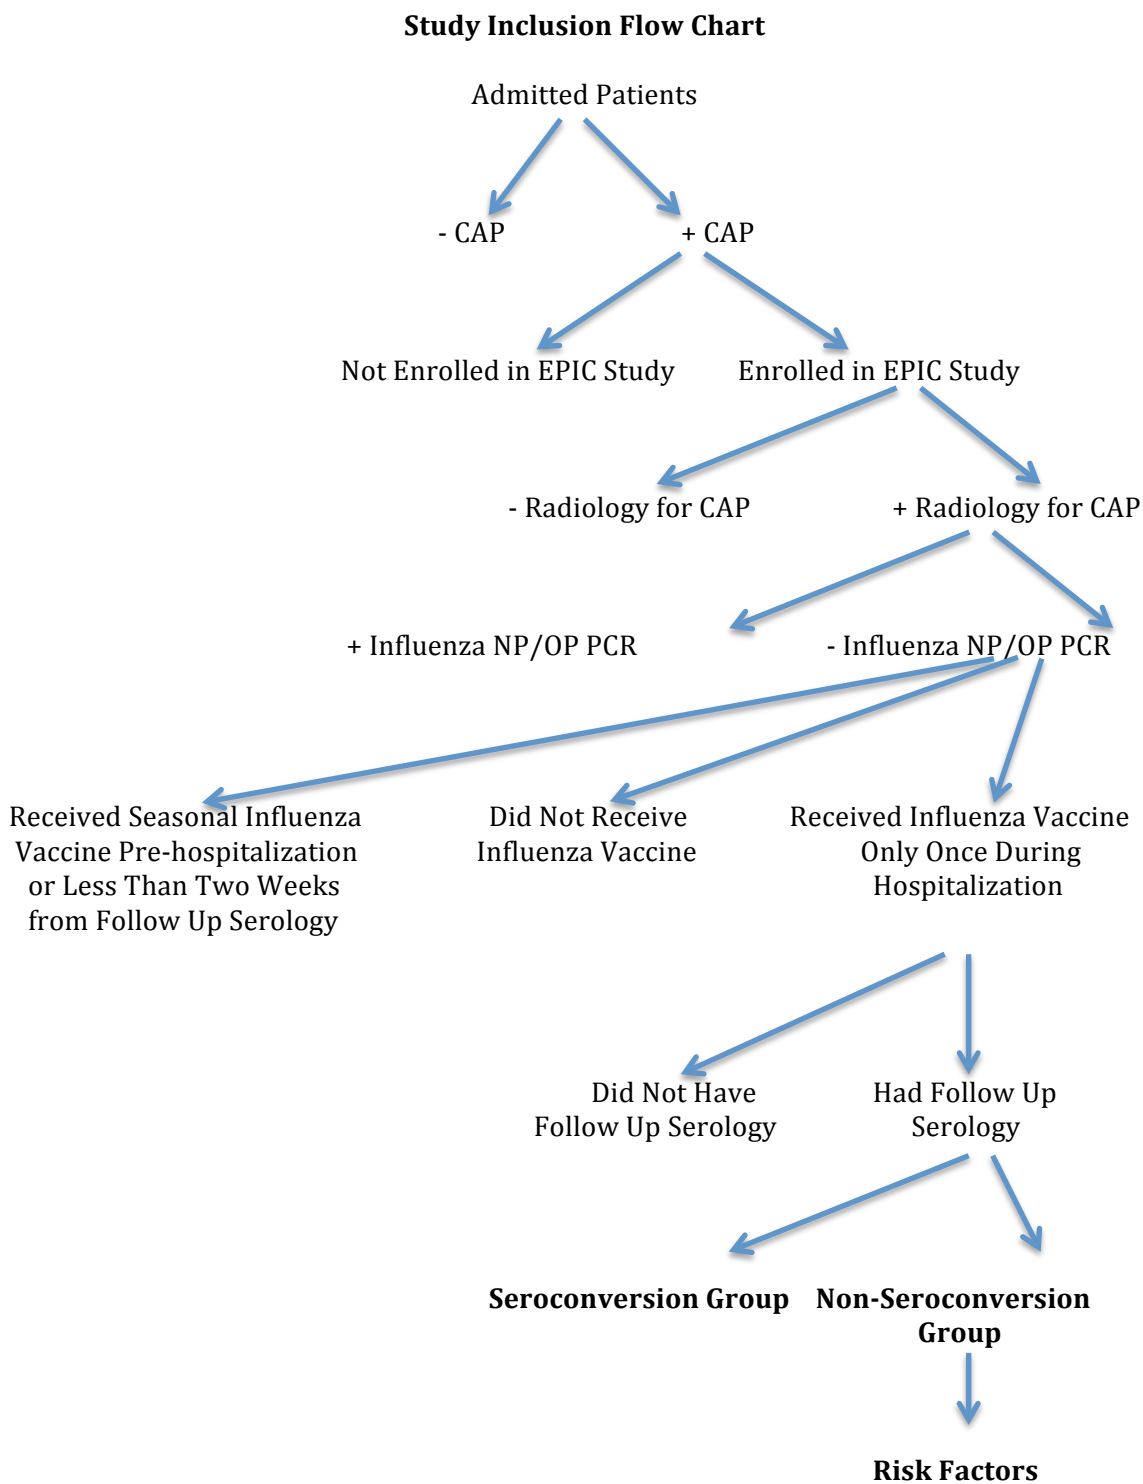 Study Inclusion Flow Chart
Admitted Patients
- CAP
+ CAP
Not Enrolled in EPIC Study
Enrolled in EPIC Study
- Radiology for CAP
+ Radiology for CAP
+ Influenza NP/OP PCR
- Influenza NP/OP PCR
Received Seasonal Influenza
Vaccine Pre-hospitalization
or Less Than Two Weeks
from Follow Up Serology
Did Not Receive
Influenza Vaccine
Received Influenza Vaccine
Only Once During
Hospitalization
Did Not Have
Follow Up Serology
Had Follow Up
Serology
Seroconversion Group
Non-Seroconversion
Group
Risk Factors